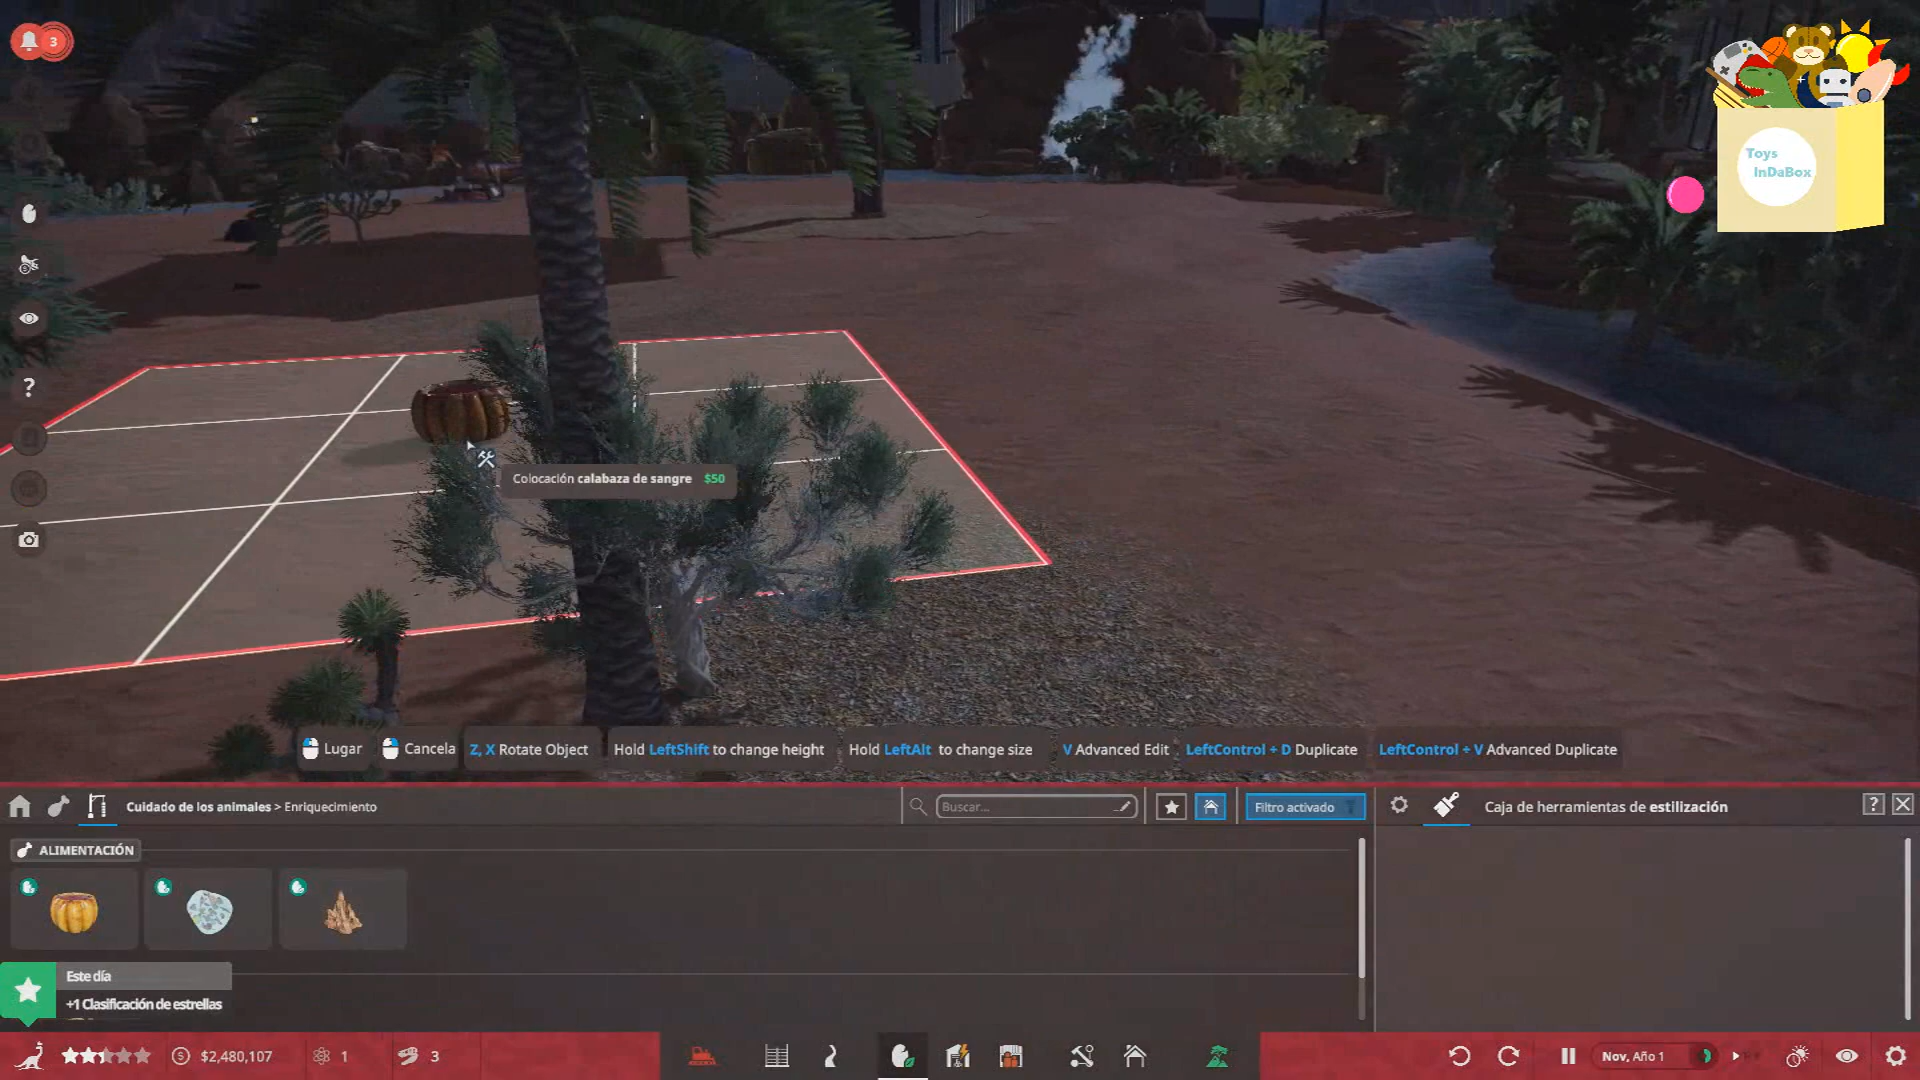 3
Toys
InDaBox
?
Colocación calabaza de sangre $50
Lugar
Cancela
Z, X Rotate Object
Hold LeftShift to change height
Hold LeftAlt to change size
V Advanced Edit
LeftControl + D Duplicate
LeftControl + V Advanced Duplicate
Cuidado de los animales > Enriquecimiento
Buscar...
Filtro activado
Caja de herramientas de estilización
?
ALIMENTACIÓN
Este día
+1 Clasificación de estrellas
$2,480,107
1
3
Nov, Año 1